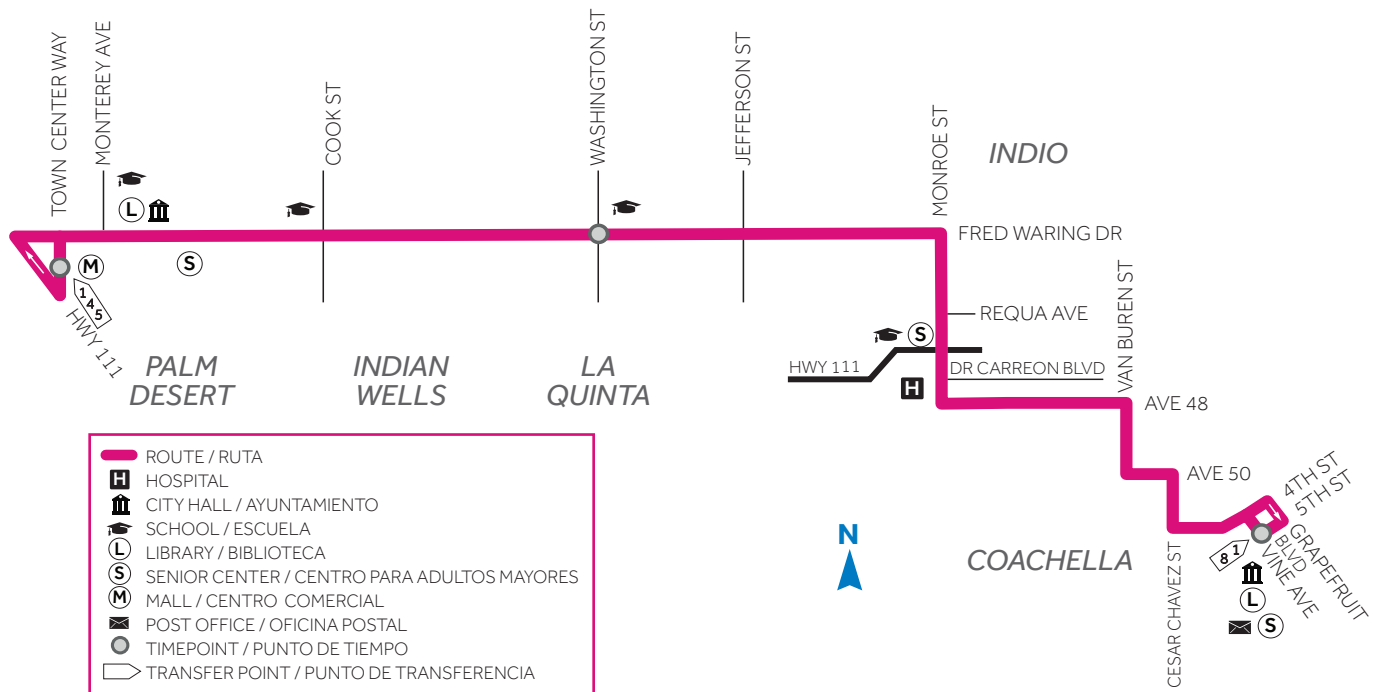 TOWN CENTER WAY
MONTEREY AVE
COOK ST
WASHINGTON ST
JEFFERSON ST
MONROE ST
INDIO
L
FRED WARING DR
M
S
1
4
5
HWY 111
VAN BUREN ST
REQUA AVE
S
HWY 111
DR CARREON BLVD
H
PALM
DESERT
INDIAN
WELLS
LA
QUINTA
AVE 48
AVE 50
4TH ST
5TH ST
GRAPEFRUIT
BLVD
VINE AVE
8 1
L
S
CESAR CHAVEZ ST
COACHELLA
N
ROUTE / RUTA
H HOSPITAL
CITY HALL / AYUNTAMIENTO
SCHOOL / ESCUELA
L LIBRARY / BIBLIOTECA
S SENIOR CENTER / CENTRO PARA ADULTOS MAYORES
M MALL / CENTRO COMERCIAL
POST OFFICE / OFICINA POSTAL
TIMEPOINT / PUNTO DE TIEMPO
TRANSFER POINT / PUNTO DE TRANSFERENCIA